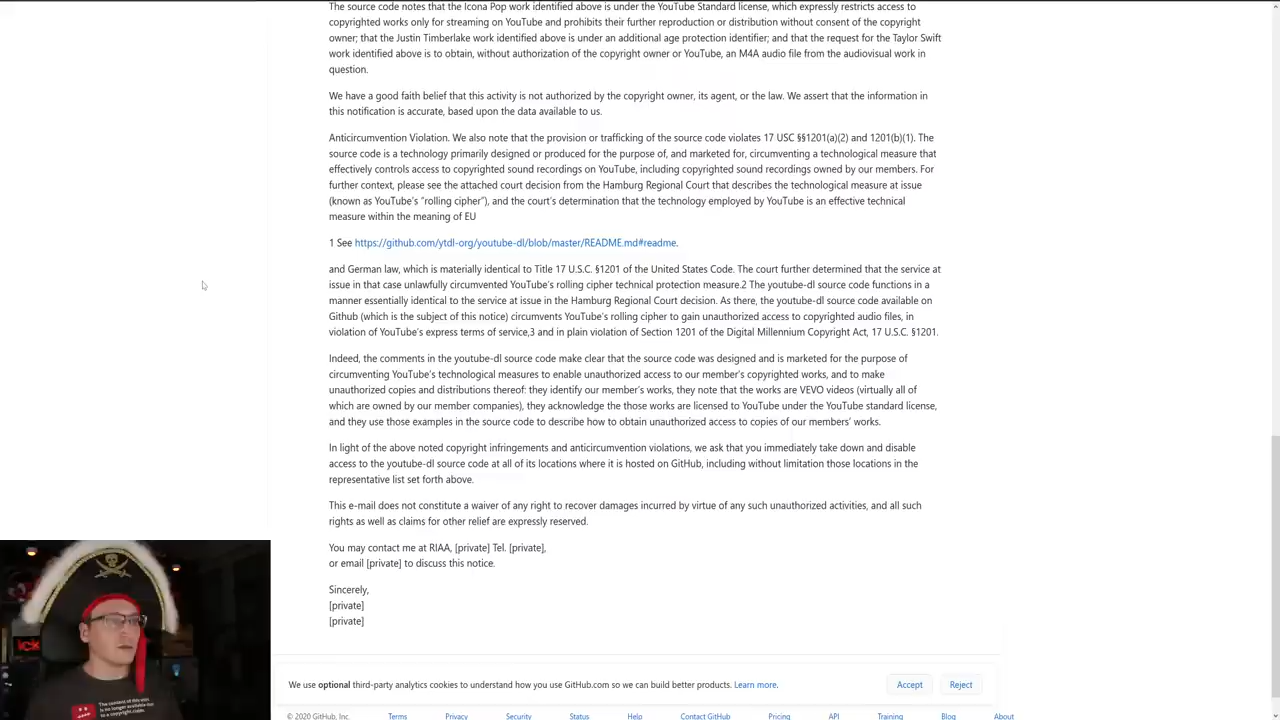 The source code notes that the Icona Pop work identified above is under the YouTube Standard license, which expressly restricts access to
copyrighted works only for streaming on YouTube and prohibits their further reproduction or distribution without consent of the copyright
owner; that the Justin Timberlake work identified above is under an additional age protection identifier; and that the request for the Taylor Swift
work identified above is to obtain, without authorization of the copyright owner or YouTube, an M4A audio file from the audiovisual work in
question.
We have a good faith belief that this activity is not authorized by the copyright owner, its agent, or the law. We assert that the information in
this notification is accurate, based upon the data available to us.
Anticircumvention Violation. We also note that the provision or trafficking of the source code violates 17 USC §§1201(a)(2) and 1201(b)(1). The
source code is a technology primarily designed or produced for the purpose of, and marketed for, circumventing a technological measure that
effectively controls access to copyrighted sound recordings on YouTube, including copyrighted sound recordings owned by our members. For
further context, please see the attached court decision from the Hamburg Regional Court that describes the technological measure at issue
(known as YouTube's “rolling cipher”), and the court's determination that the technology employed by YouTube is an effective technical
measure within the meaning of EU
1 See https://github.com/ytdl-org/youtube-dl/blob/master/README.md#readme.
and German law, which is materially identical to Title 17 U.S.C. §1201 of the United States Code. The court further determined that the service at
issue in that case unlawfully circumvented YouTube's rolling cipher technical protection measure.2 The youtube-dl source code functions in a
manner essentially identical to the service at issue in the Hamburg Regional Court decision. As there, the youtube-dl source code available on
Github (which is the subject of this notice) circumvents YouTube's rolling cipher to gain unauthorized access to copyrighted audio files, in
violation of YouTube's express terms of service,3 and in plain violation of Section 1201 of the Digital Millennium Copyright Act, 17 U.S.C. §1201.
Indeed, the comments in the youtube-dl source code make clear that the source code was designed and is marketed for the purpose of
circumventing YouTube's technological measures to enable unauthorized access to our member's copyrighted works, and to make
unauthorized copies and distributions thereof: they identify our member's works, they note that the works are VEVO videos (virtually all of
which are owned by our member companies), they acknowledge the those works are licensed to YouTube under the YouTube standard license,
and they use those examples in the source code to describe how to obtain unauthorized access to copies of our members' works.
In light of the above noted copyright infringements and anticircumvention violations, we ask that you immediately take down and disable
access to the youtube-dl source code at all of its locations where it is hosted on GitHub, including without limitation those locations in the
representative list set forth above.
This e-mail does not constitute a waiver of any right to recover damages incurred by virtue of any such unauthorized activities, and all such
rights as well as claims for other relief are expressly reserved.
You may contact me at RIAA, [private] Tel. [private],
or email [private] to discuss this notice.
Sincerely,
[private]
[private]
We use optional third-party analytics cookies to understand how you use GitHub.com so we can build better products. Learn more.
Accept
Reject
© 2020 GitHub, Inc. Terms Privacy Security Status Help Contact GitHub Pricing API Training Blog About